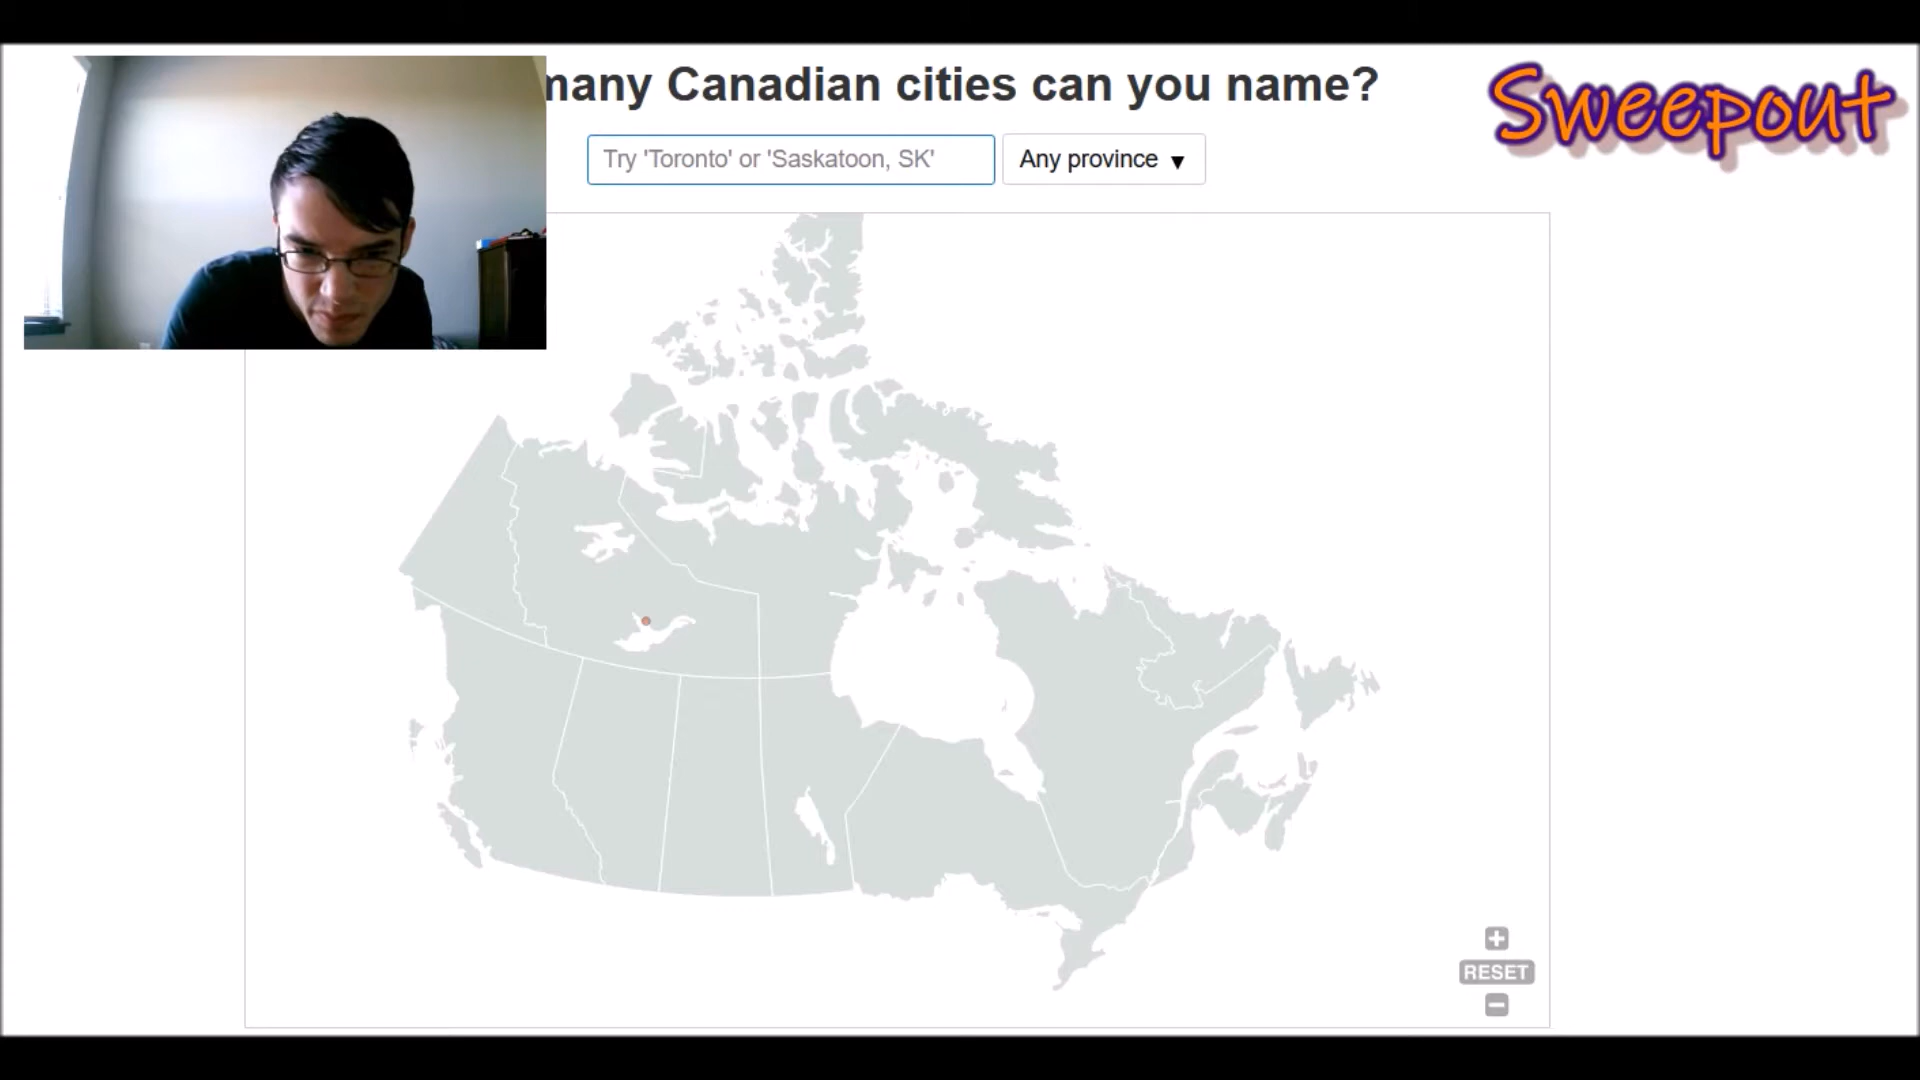 many Canadian cities can you name?
Sweepout
Try 'Toronto' or 'Saskatoon, SK'
Any province ▼
+
RESET
−